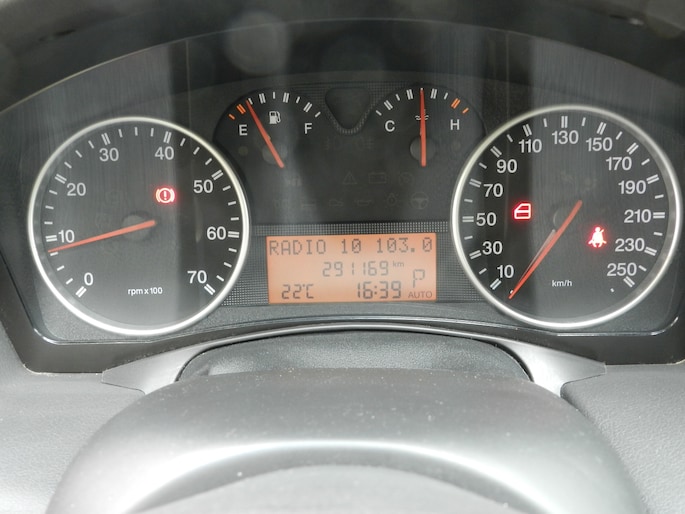 0 10 20 30 40 50 60 70
rpm x 100
E F
C H
RADIO 10 103.0
291169 km
22°C 16:39 P AUTO
10 30 50 70 90 110 130 150 170 190 210 230 250
km/h